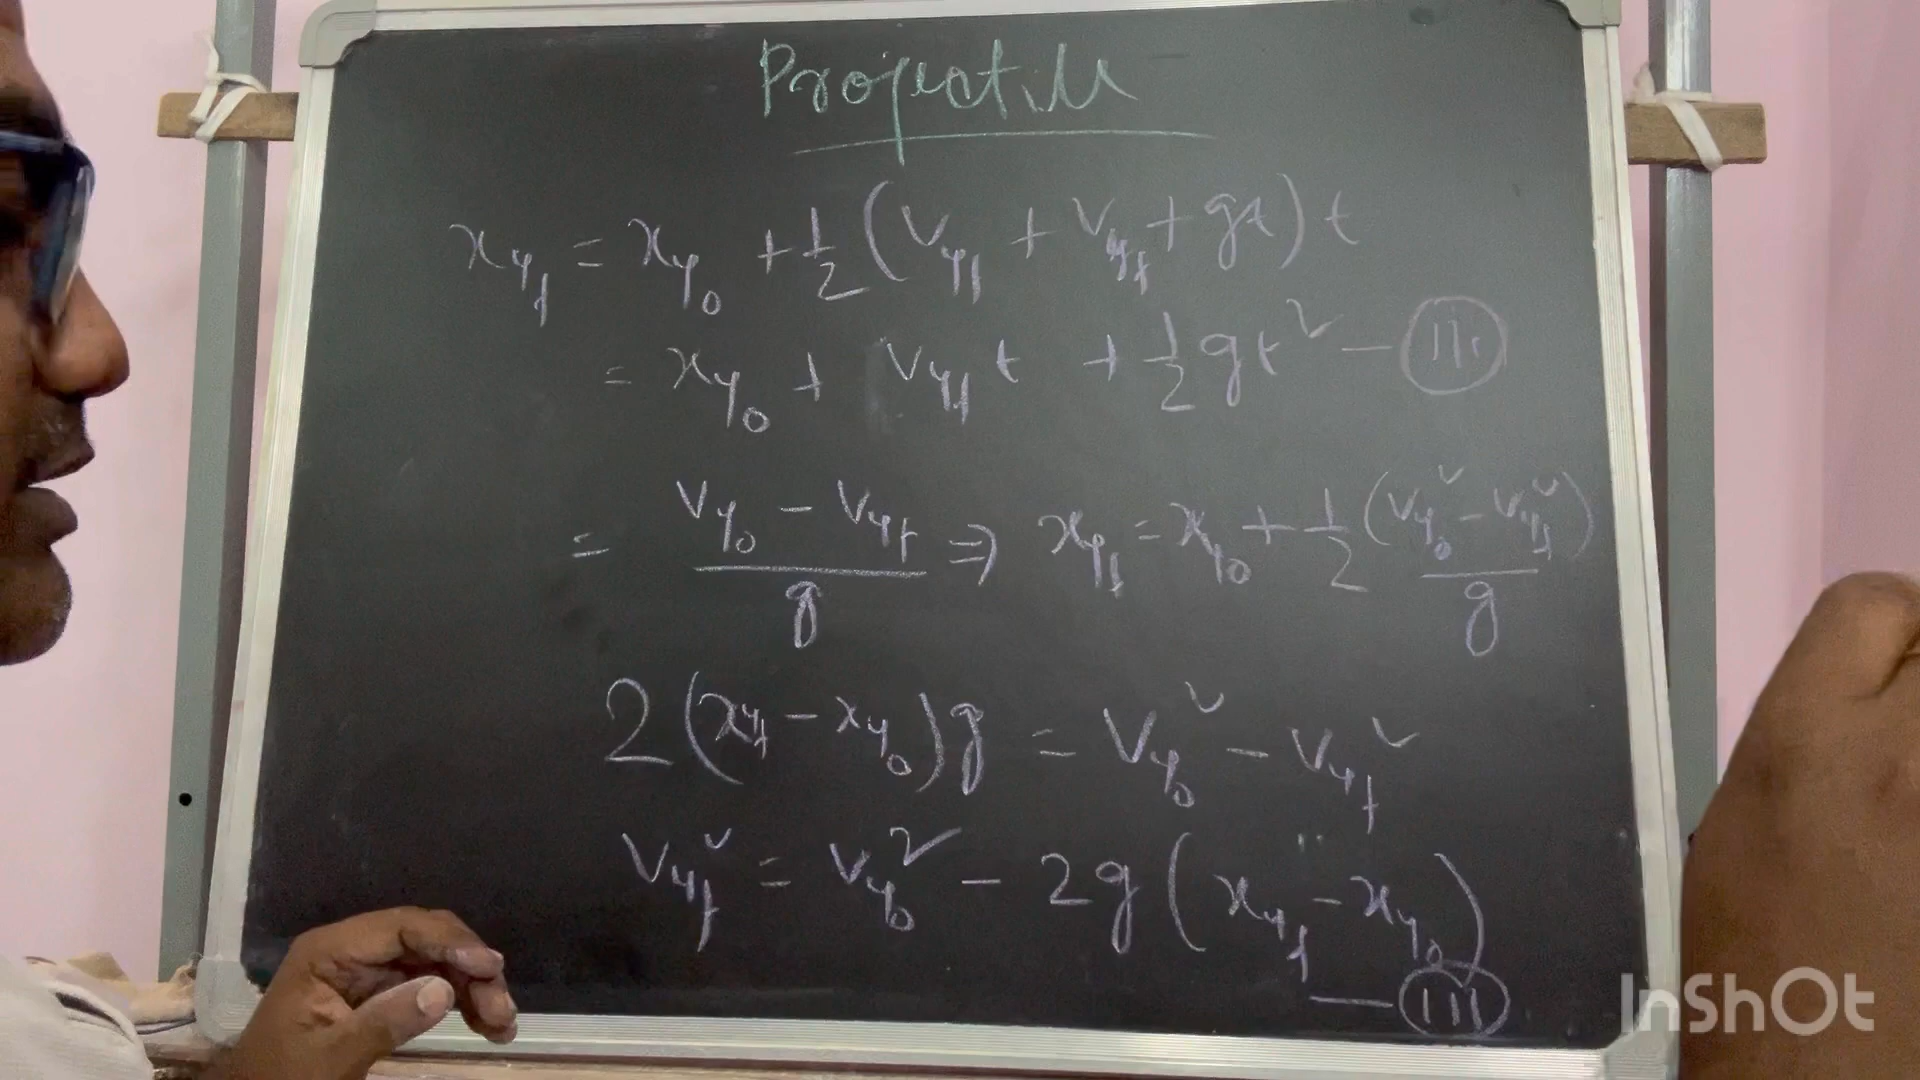 Projectile
x_{y_f} = x_{y_0} + 1/2 (v_{y_f} + v_{y_f} + gt) t
= x_{y_0} + v_{y_f} t + 1/2 gt² —
= (v_{y_0} - v_{y_f})/g ⇒ x_{y_f} = x_{y_0} + 1/2 (v_{y_0}² - v_{y_f}²)/g
2 (x_{y_f} - x_{y_0}) g = v_{y_0}² - v_{y_f}²
v_{y_f}² = v_{y_0}² - 2g (x_{y_f} - x_{y_0})
— III
InShOt